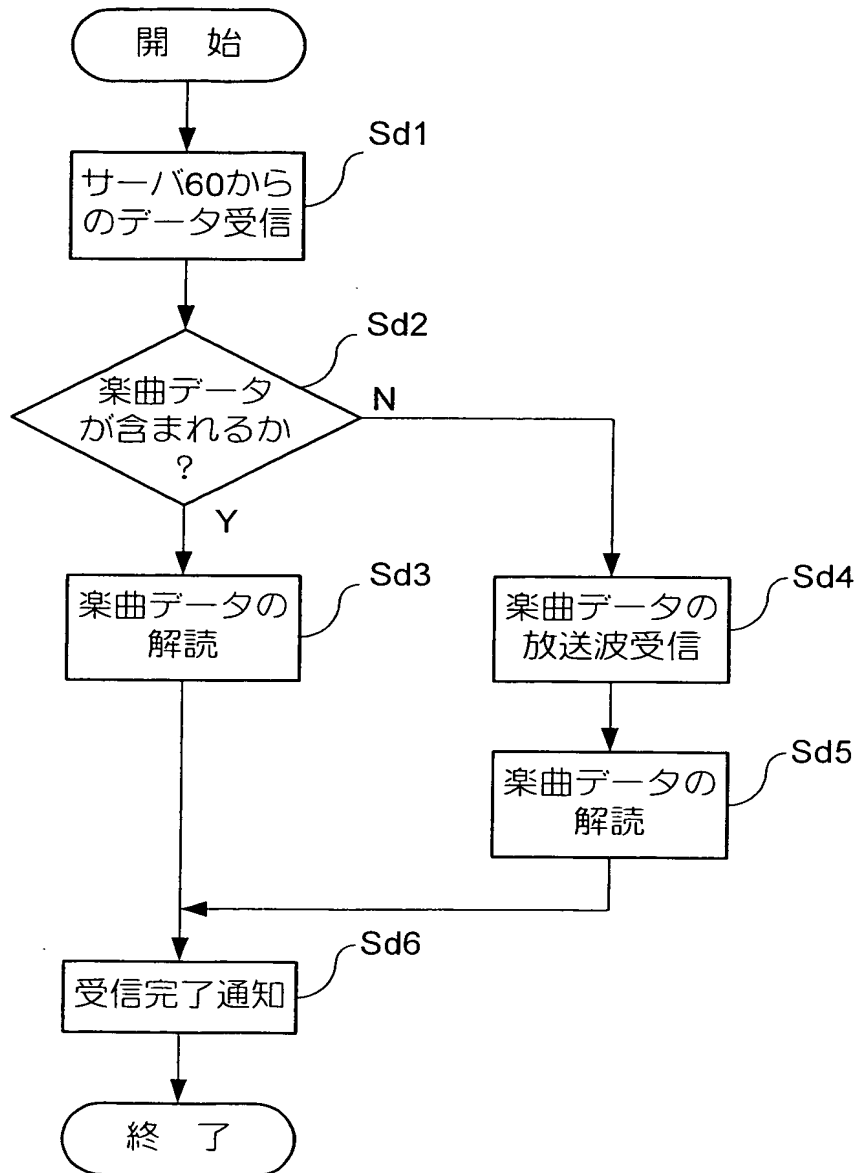 開 始
Sd1
サーバ60から
のデータ受信
Sd2
楽曲データ
が含まれるか
?
N
Y
Sd3
楽曲データの
解読
Sd4
楽曲データの
放送波受信
Sd5
楽曲データの
解読
Sd6
受信完了通知
終 了